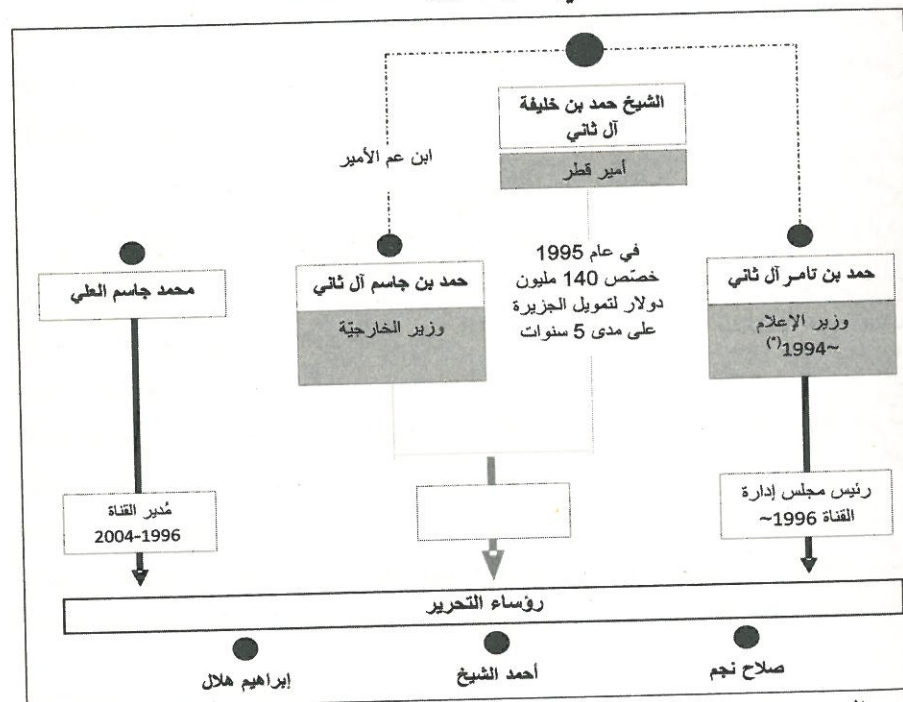 الشيخ حمد بن خليفة
آل ثاني
أمير قطر
ابن عم الأمير
حمد بن تامر آل ثاني
وزير الإعلام
~1994(*)
في عام 1995
خصّص 140 مليون
دولار لتمويل الجزيرة
على مدى 5 سنوات
حمد بن جاسم آل ثاني
وزير الخارجيّة
محمد جاسم العلي
رئيس مجلس إدارة
القناة 1996~
مُدير القناة
1996-2004
رؤساء التحرير
صلاح نجم
أحمد الشيخ
إبراهيم هلال